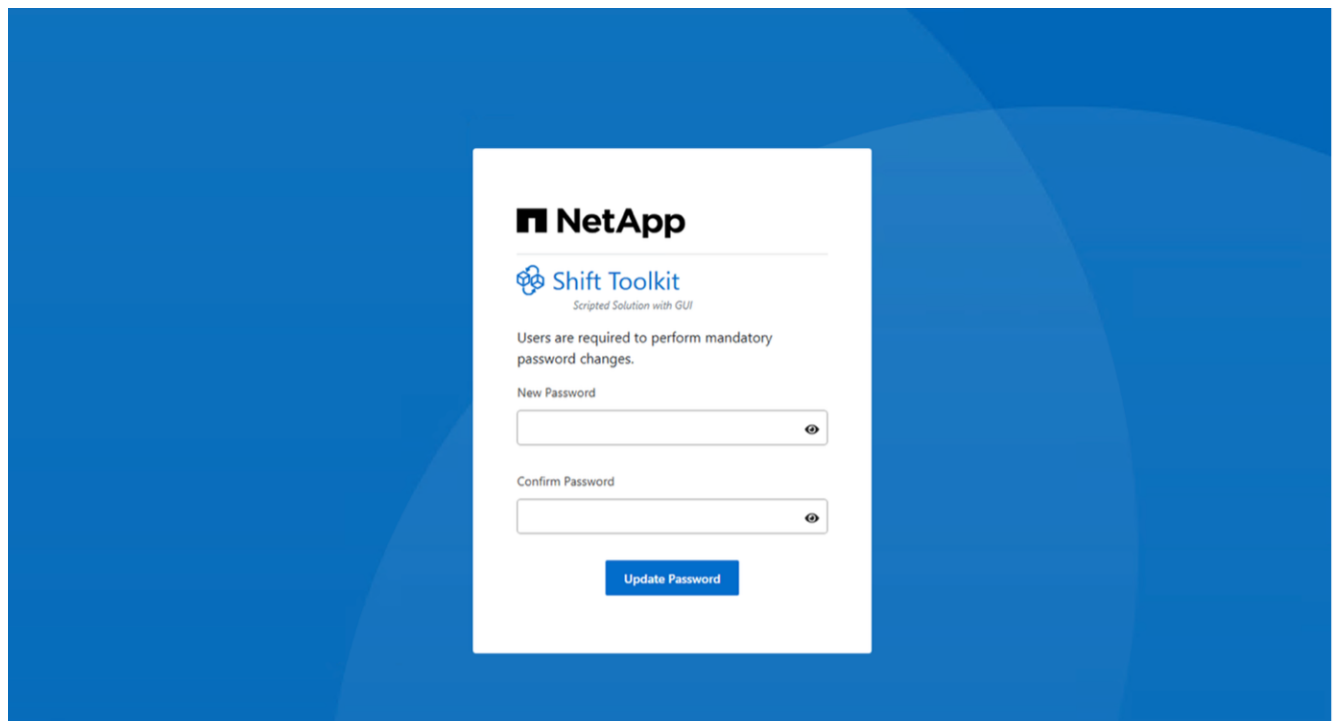 NetApp
Shift Toolkit
Scripted Solution with GUI
Users are required to perform mandatory
password changes.
New Password
Confirm Password
Update Password